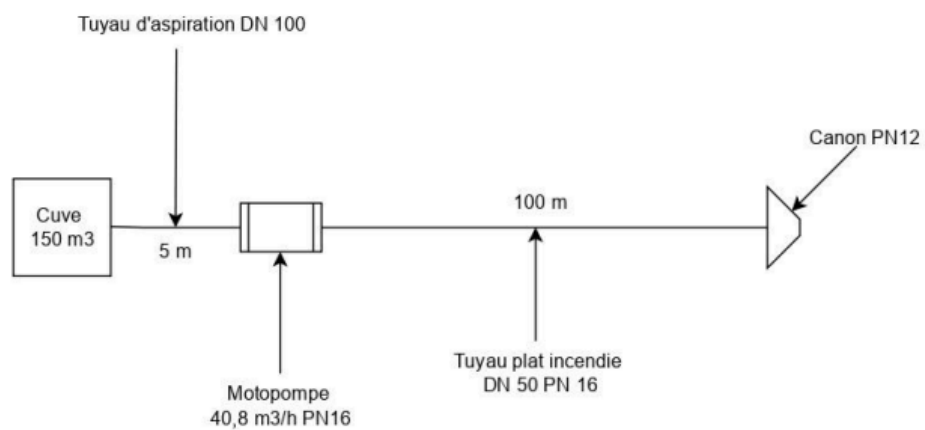 Tuyau d'aspiration DN 100
Canon PN12
Cuve
150 m3
5 m
100 m
Tuyau plat incendie
DN 50 PN 16
Motopompe
40,8 m3/h PN16